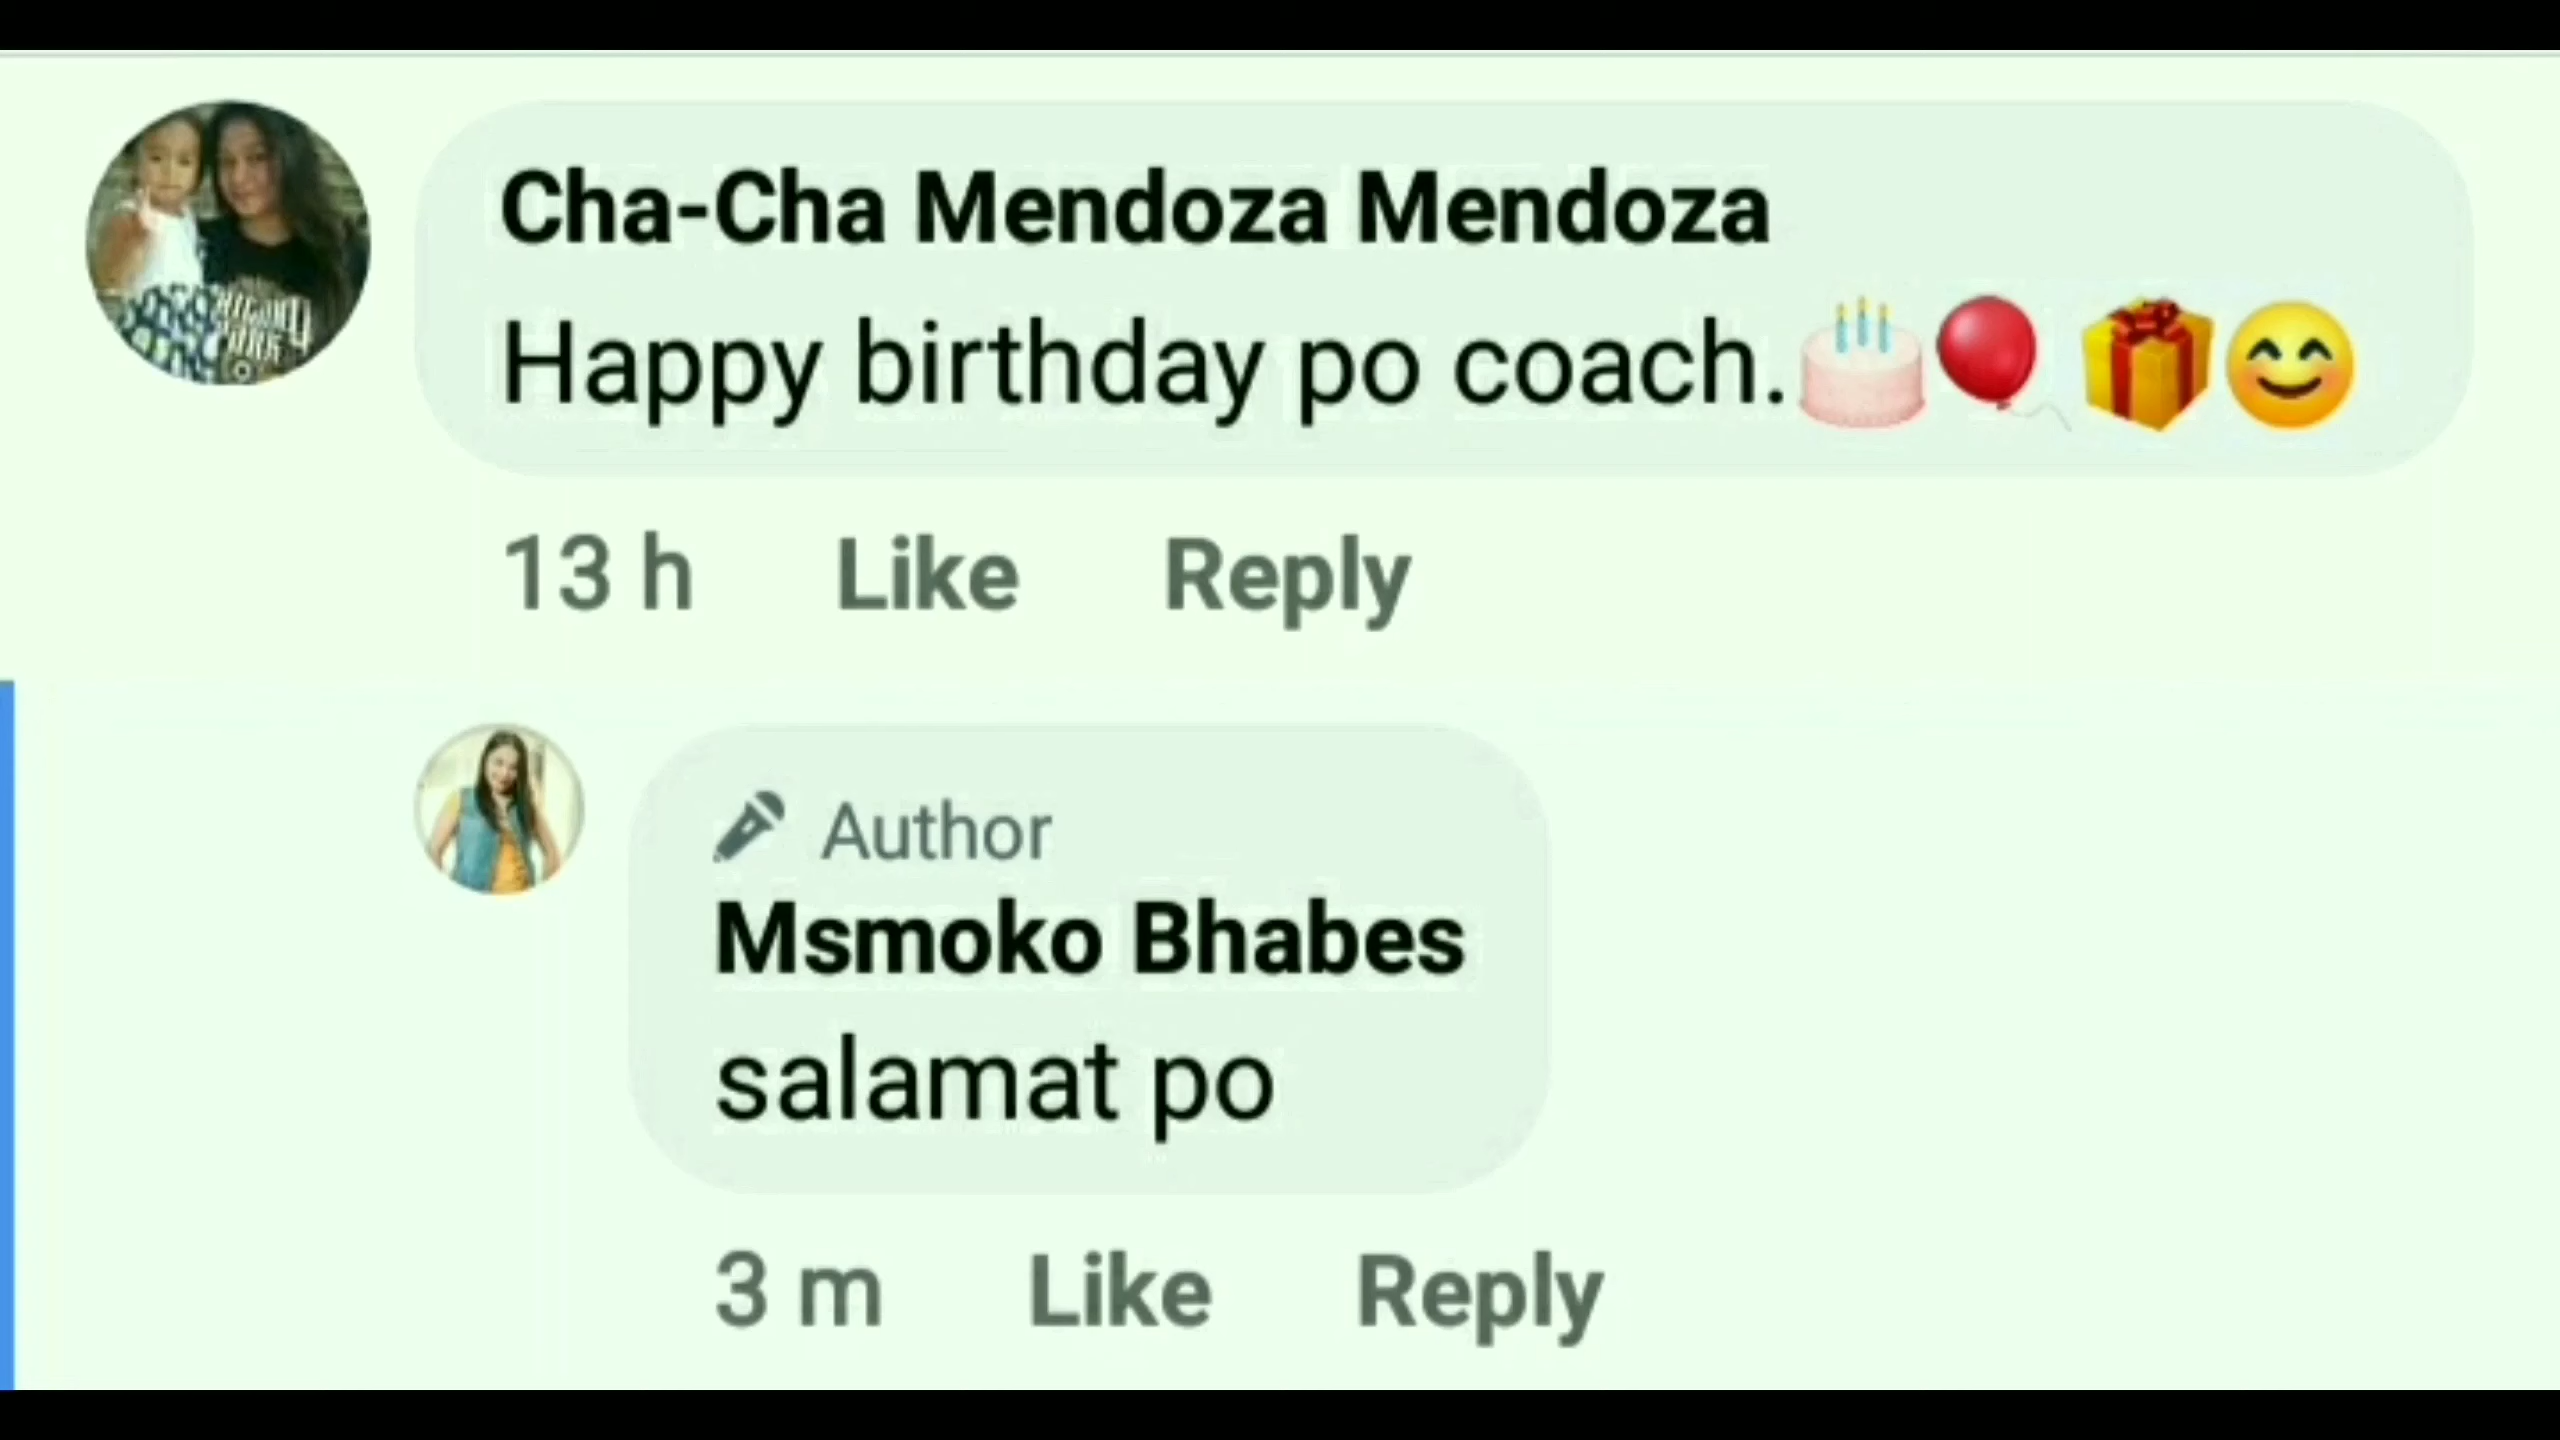 Cha-Cha Mendoza Mendoza
Happy birthday po coach.🎂🎈🎁😊
13 h Like Reply
Author
Msmoko Bhabes
salamat po
3 m Like Reply